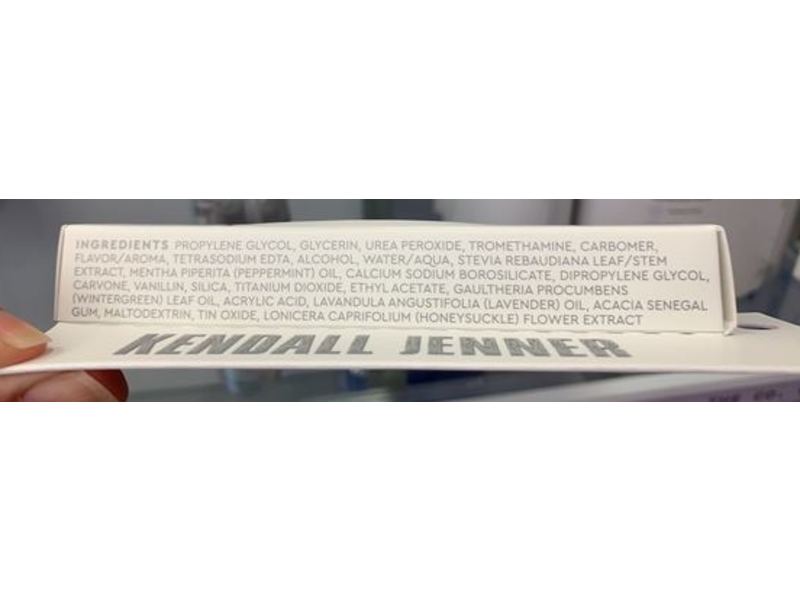 INGREDIENTS PROPYLENE GLYCOL, GLYCERIN, UREA PEROXIDE, TROMETHAMINE, CARBOMER,
FLAVOR/AROMA, TETRASODIUM EDTA, ALCOHOL, WATER/AQUA, STEVIA REBAUDIANA LEAF/STEM
EXTRACT, MENTHA PIPERITA (PEPPERMINT) OIL, CALCIUM SODIUM BOROSILICATE, DIPROPYLENE GLYCOL,
CARVONE, VANILLIN, SILICA, TITANIUM DIOXIDE, ETHYL ACETATE, GAULTHERIA PROCUMBENS
(WINTERGREEN) LEAF OIL, ACRYLIC ACID, LAVANDULA ANGUSTIFOLIA (LAVENDER) OIL, ACACIA SENEGAL
GUM, MALTODEXTRIN, TIN OXIDE, LONICERA CAPRIFOLIUM (HONEYSUCKLE) FLOWER EXTRACT
KENDALL JENNER